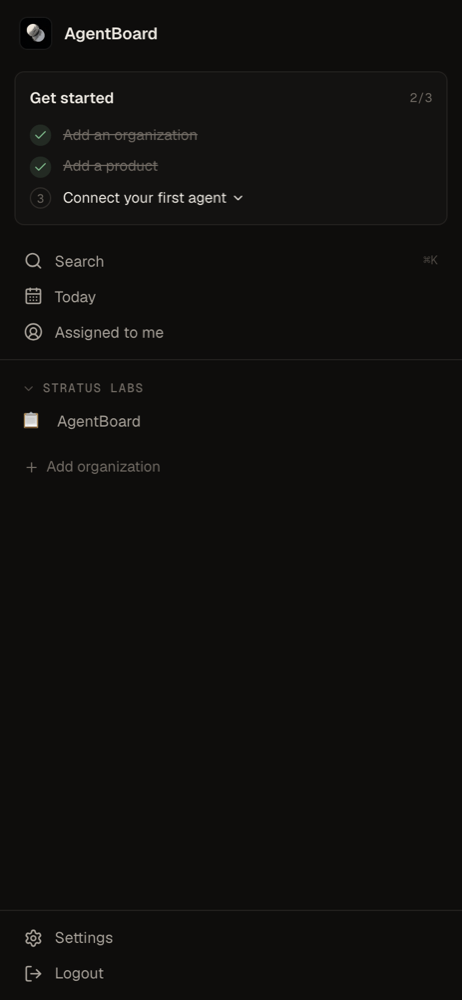 AgentBoard
Get started 2/3
Add an organization
Add a product
3 Connect your first agent
Search ⌘K
Today
Assigned to me
STRATUS LABS
AgentBoard
+ Add organization
Settings
Logout